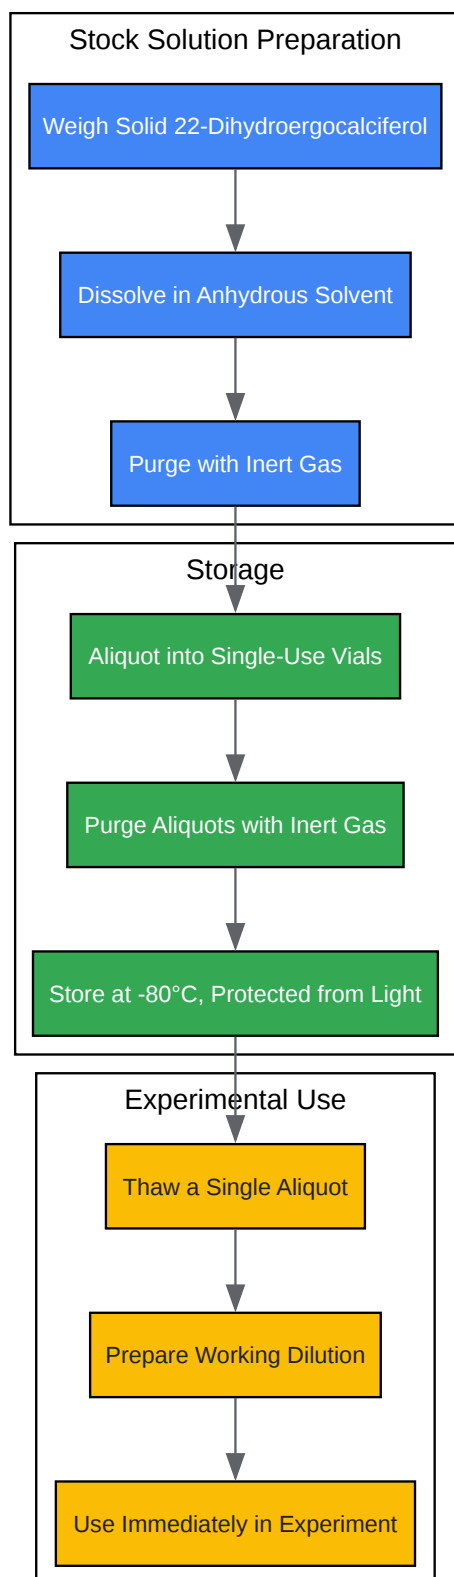 Stock Solution Preparation
Weigh Solid 22-Dihydroergocalciferol
Dissolve in Anhydrous Solvent
Purge with Inert Gas
Storage
Aliquot into Single-Use Vials
Purge Aliquots with Inert Gas
Store at -80°C, Protected from Light
Experimental Use
Thaw a Single Aliquot
Prepare Working Dilution
Use Immediately in Experiment